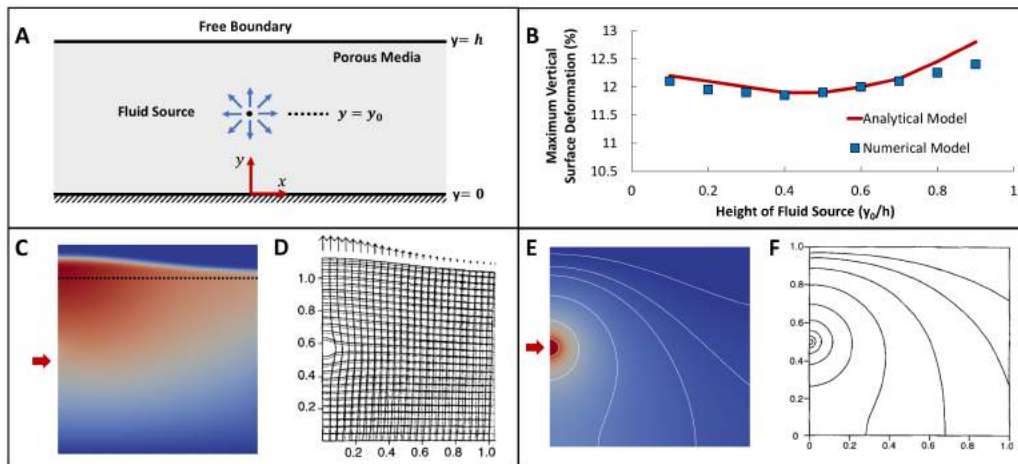 A
Free Boundary
y= h
Porous Media
Fluid Source
y = y₀
y
x
y= 0
B
Maximum Vertical
Surface Deformation (%)
13
12.5
12
11.5
11
10.5
0
0.2
0.4
0.6
0.8
1
Height of Fluid Source (y₀/h)
Analytical Model
Numerical Model
C
D
1.0
0.8
0.6
0.4
0.2
0.2 0.4 0.6 0.8 1.0
E
F
1.0
0.8
0.6
0.4
0.2
0
0 0.2 0.4 0.6 0.8 1.0